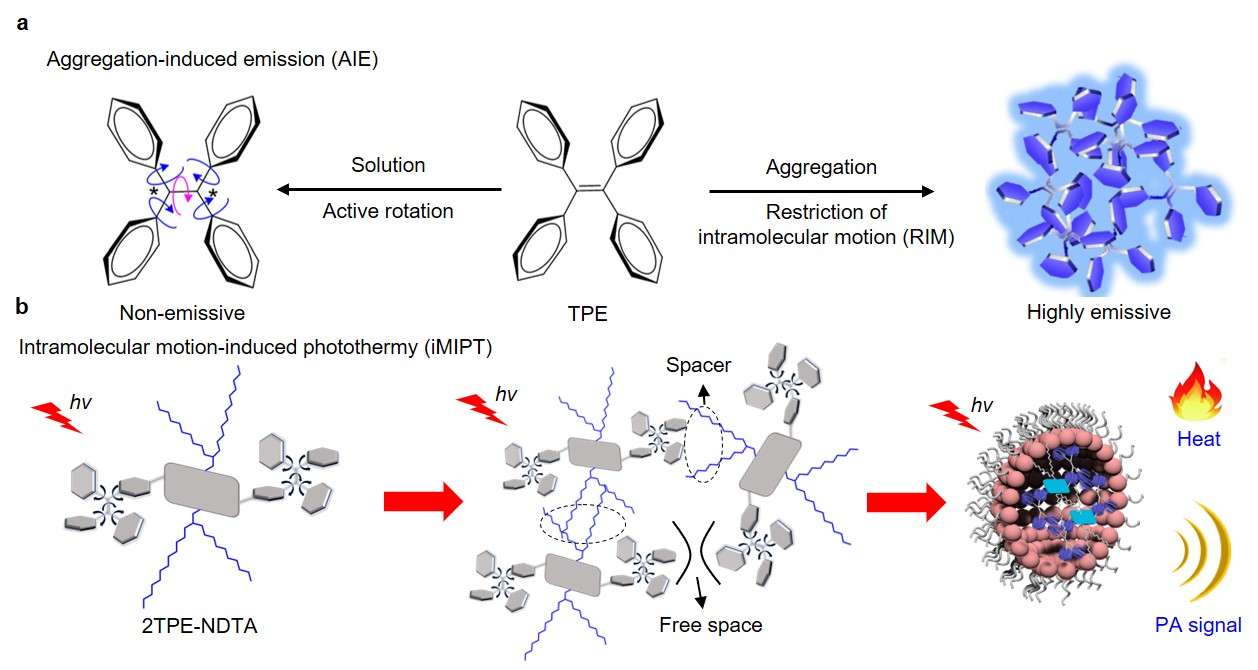 a
Aggregation-induced emission (AIE)
Solution
Active rotation
Aggregation
Restriction of
intramolecular motion (RIM)
*
*
Non-emissive
TPE
Highly emissive
b
Intramolecular motion-induced photothermy (iMIPT)
hv
hv
Spacer
hv
Heat
2TPE-NDTA
Free space
PA signal